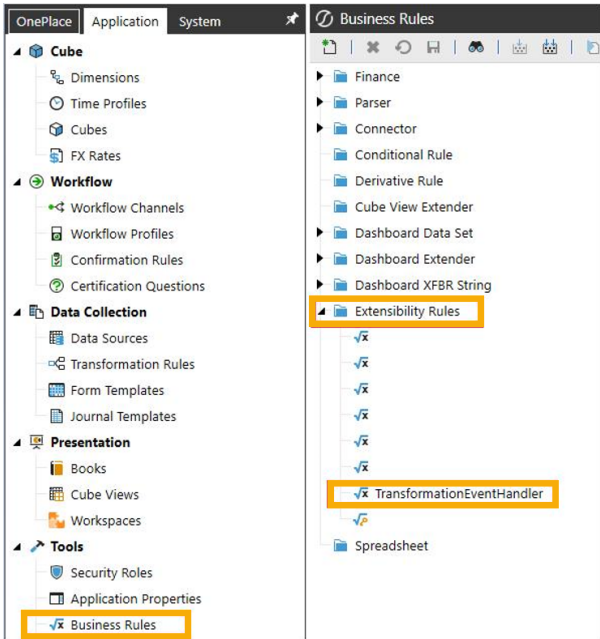 OnePlace Application System
Cube
Dimensions
Time Profiles
Cubes
FX Rates
Workflow
Workflow Channels
Workflow Profiles
Confirmation Rules
Certification Questions
Data Collection
Data Sources
Transformation Rules
Form Templates
Journal Templates
Presentation
Books
Cube Views
Workspaces
Tools
Security Roles
Application Properties
Business Rules
Business Rules
Finance
Parser
Connector
Conditional Rule
Derivative Rule
Cube View Extender
Dashboard Data Set
Dashboard Extender
Dashboard XFBR String
Extensibility Rules
TransformationEventHandler
Spreadsheet